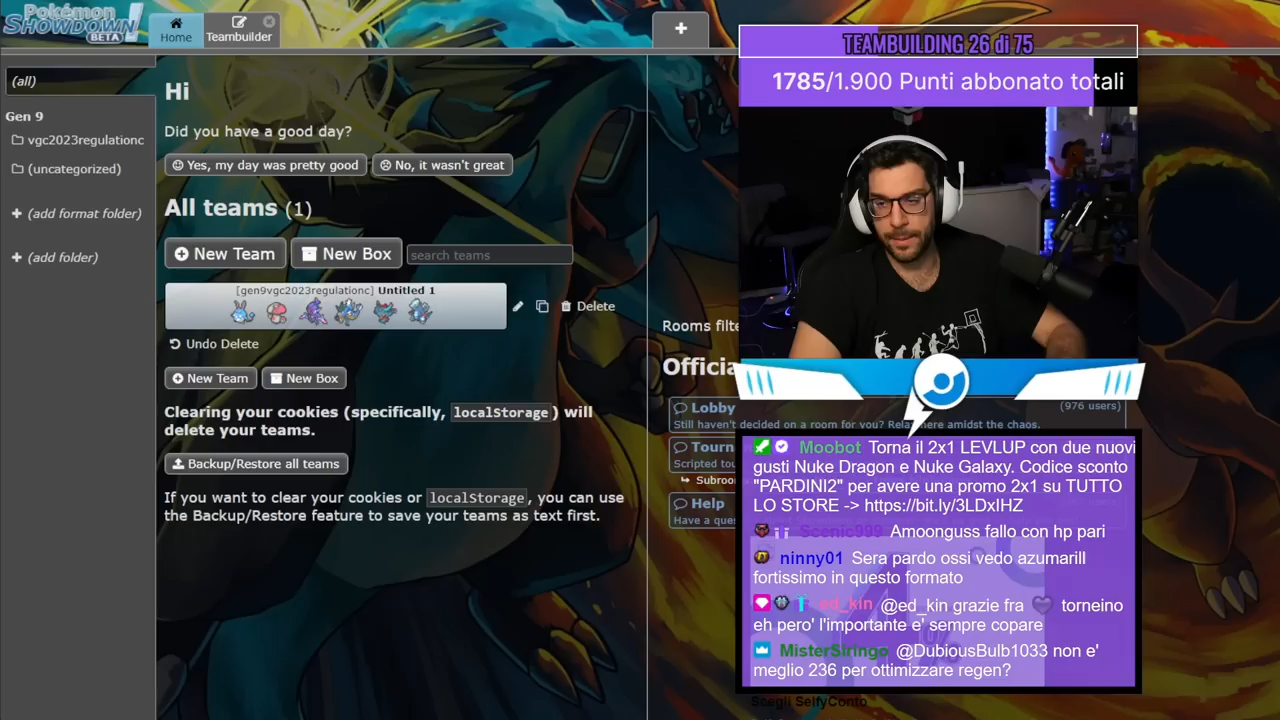 Pokémon
SHOWDOWN!
BETA
Home
Teambuilder
+
(all)
Gen 9
vgc2023regulationc
(uncategorized)
+ (add format folder)
+ (add folder)
Hi
Did you have a good day?
Yes, my day was pretty good
No, it wasn't great
All teams (1)
New Team
New Box
search teams
[gen9vgc2023regulationc] Untitled 1
Delete
Undo Delete
New Team
New Box
Clearing your cookies (specifically, localStorage) will
delete your teams.
Backup/Restore all teams
If you want to clear your cookies or localStorage, you can use
the Backup/Restore feature to save your teams as text first.
Rooms filte
Officia
Lobby
(976 users)
Still haven't decided on a room for you? Relax here amidst the chaos.
Tourn
Scripted tou
Subroo
Help
Have a ques
TEAMBUILDING 26 di 75
1785/1.900 Punti abbonato totali
Moobot Torna il 2x1 LEVLUP con due nuovi
gusti Nuke Dragon e Nuke Galaxy. Codice sconto
"PARDINI2" per avere una promo 2x1 su TUTTO
LO STORE -> https://bit.ly/3LDxIHZ
Scenic999 Amoonguss fallo con hp pari
ninny01 Sera pardo ossi vedo azumarill
fortissimo in questo formato
ed_kin @ed_kin grazie fra torneino
eh pero' l'importante e' sempre copare
MisterSiringo @DubiousBulb1033 non e'
meglio 236 per ottimizzare regen?
Scegli SelfyConto